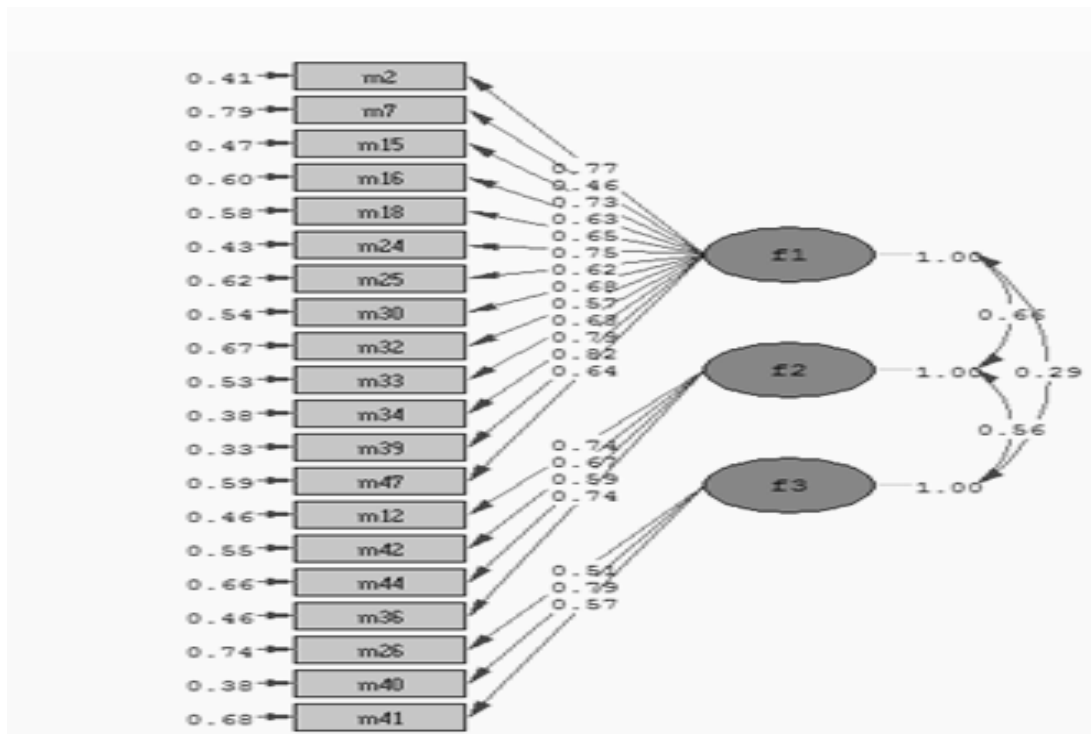 0.41 m2
0.79 m7
0.47 m15
0.60 m16
0.58 m18
0.43 m24
0.62 m25
0.54 m30
0.67 m32
0.53 m33
0.38 m34
0.33 m39
0.59 m47
0.46 m12
0.55 m42
0.66 m44
0.46 m36
0.74 m26
0.38 m40
0.68 m41
0.77
0.46
0.73
0.63
0.65
0.75
0.62
0.68
0.57
0.68
0.79
0.82
0.64
0.74
0.67
0.59
0.74
0.51
0.79
0.57
f1 1.00
0.66
f2 1.00 0.29
0.56
f3 1.00